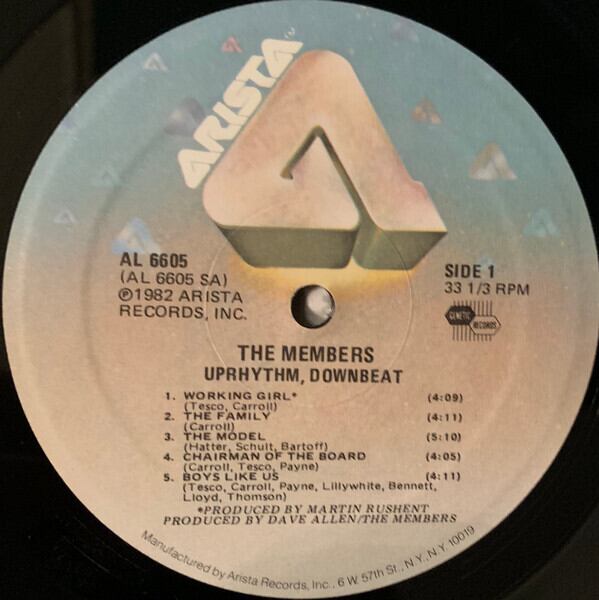 ARISTA
AL 6605
(AL 6605 SA)
℗1982 ARISTA
RECORDS, INC.
SIDE 1
33 1/3 RPM
GENETIC
RECORDS
THE MEMBERS
UPRHYTHM, DOWNBEAT
1. WORKING GIRL* (4:09)
(Tesco, Carroll)
2. THE FAMILY (4:11)
(Carroll)
3. THE MODEL (5:10)
(Hatter, Schult, Bartoff)
4. CHAIRMAN OF THE BOARD (4:05)
(Carroll, Tesco, Payne)
5. BOYS LIKE US (4:11)
(Tesco, Carroll, Payne, Lillywhite, Bennett,
Lloyd, Thomson)
*PRODUCED BY MARTIN RUSHENT
PRODUCED BY DAVE ALLEN/THE MEMBERS
Manufactured by Arista Records, Inc., 6 W. 57th St., N.Y., N.Y. 10019